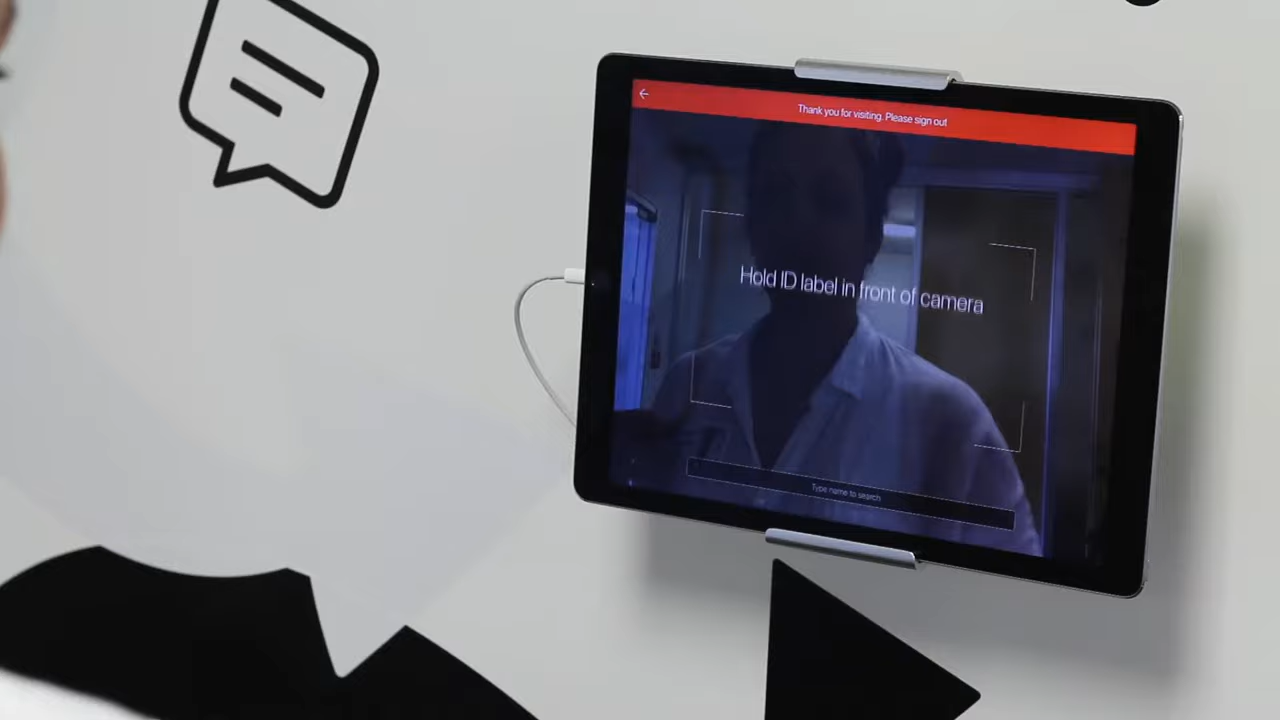 Thank you for visiting. Please sign out
Hold ID label in front of camera
Type name to search